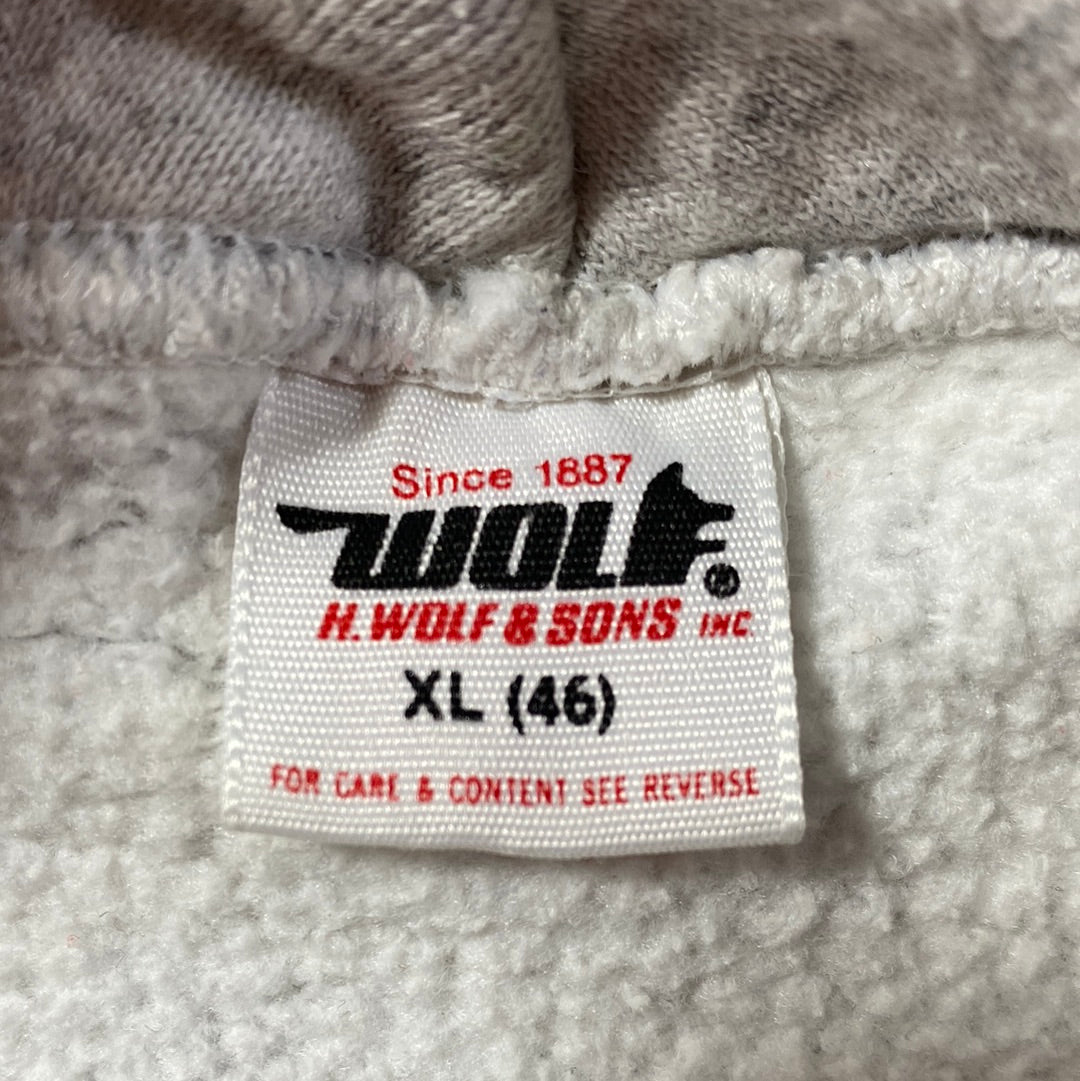 Since 1887
WOLF®
H. WOLF & SONS INC
XL (46)
FOR CARE & CONTENT SEE REVERSE